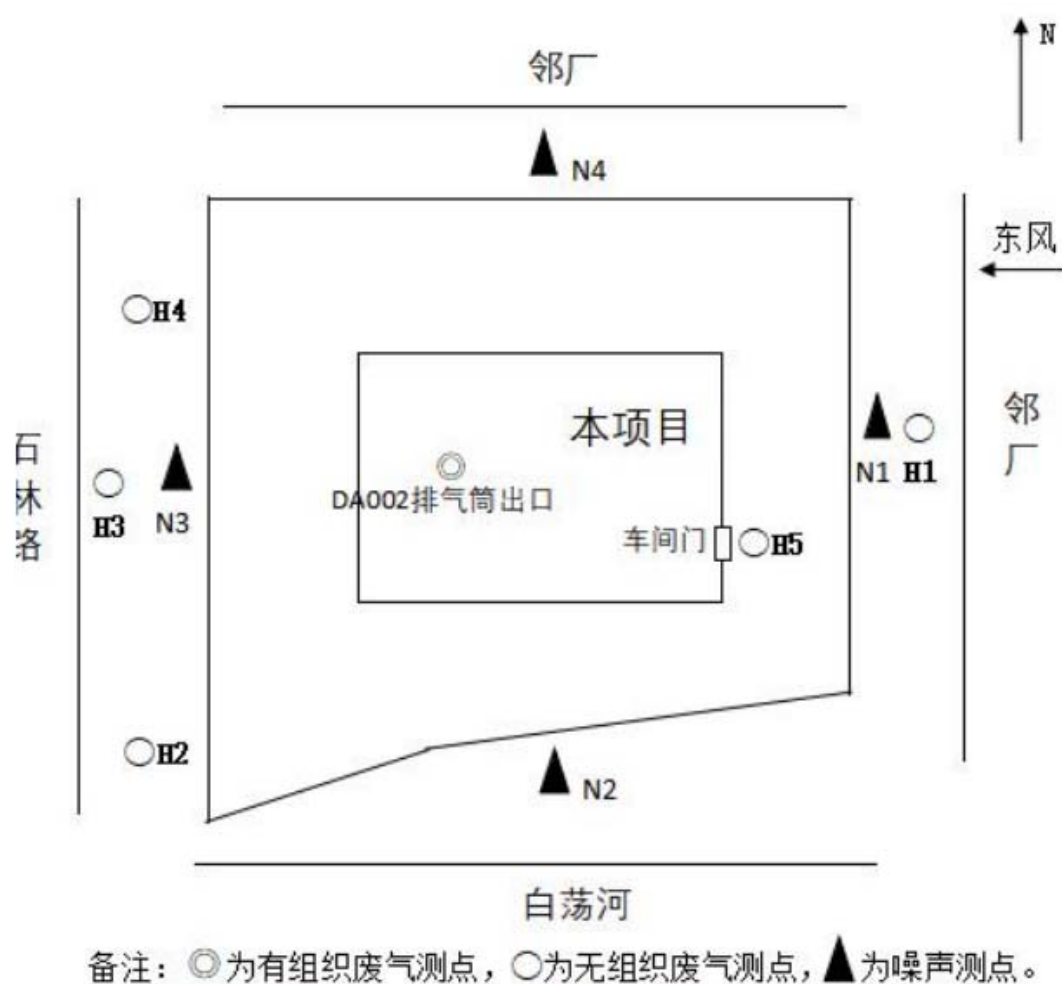 N
邻厂
N4
东风
H4
邻厂
本项目
石林路
N1 H1
DA002排气筒出口
H3
N3
车间门
H5
H2
N2
白荡河
备注：◎为有组织废气测点，○为无组织废气测点，▲为噪声测点。